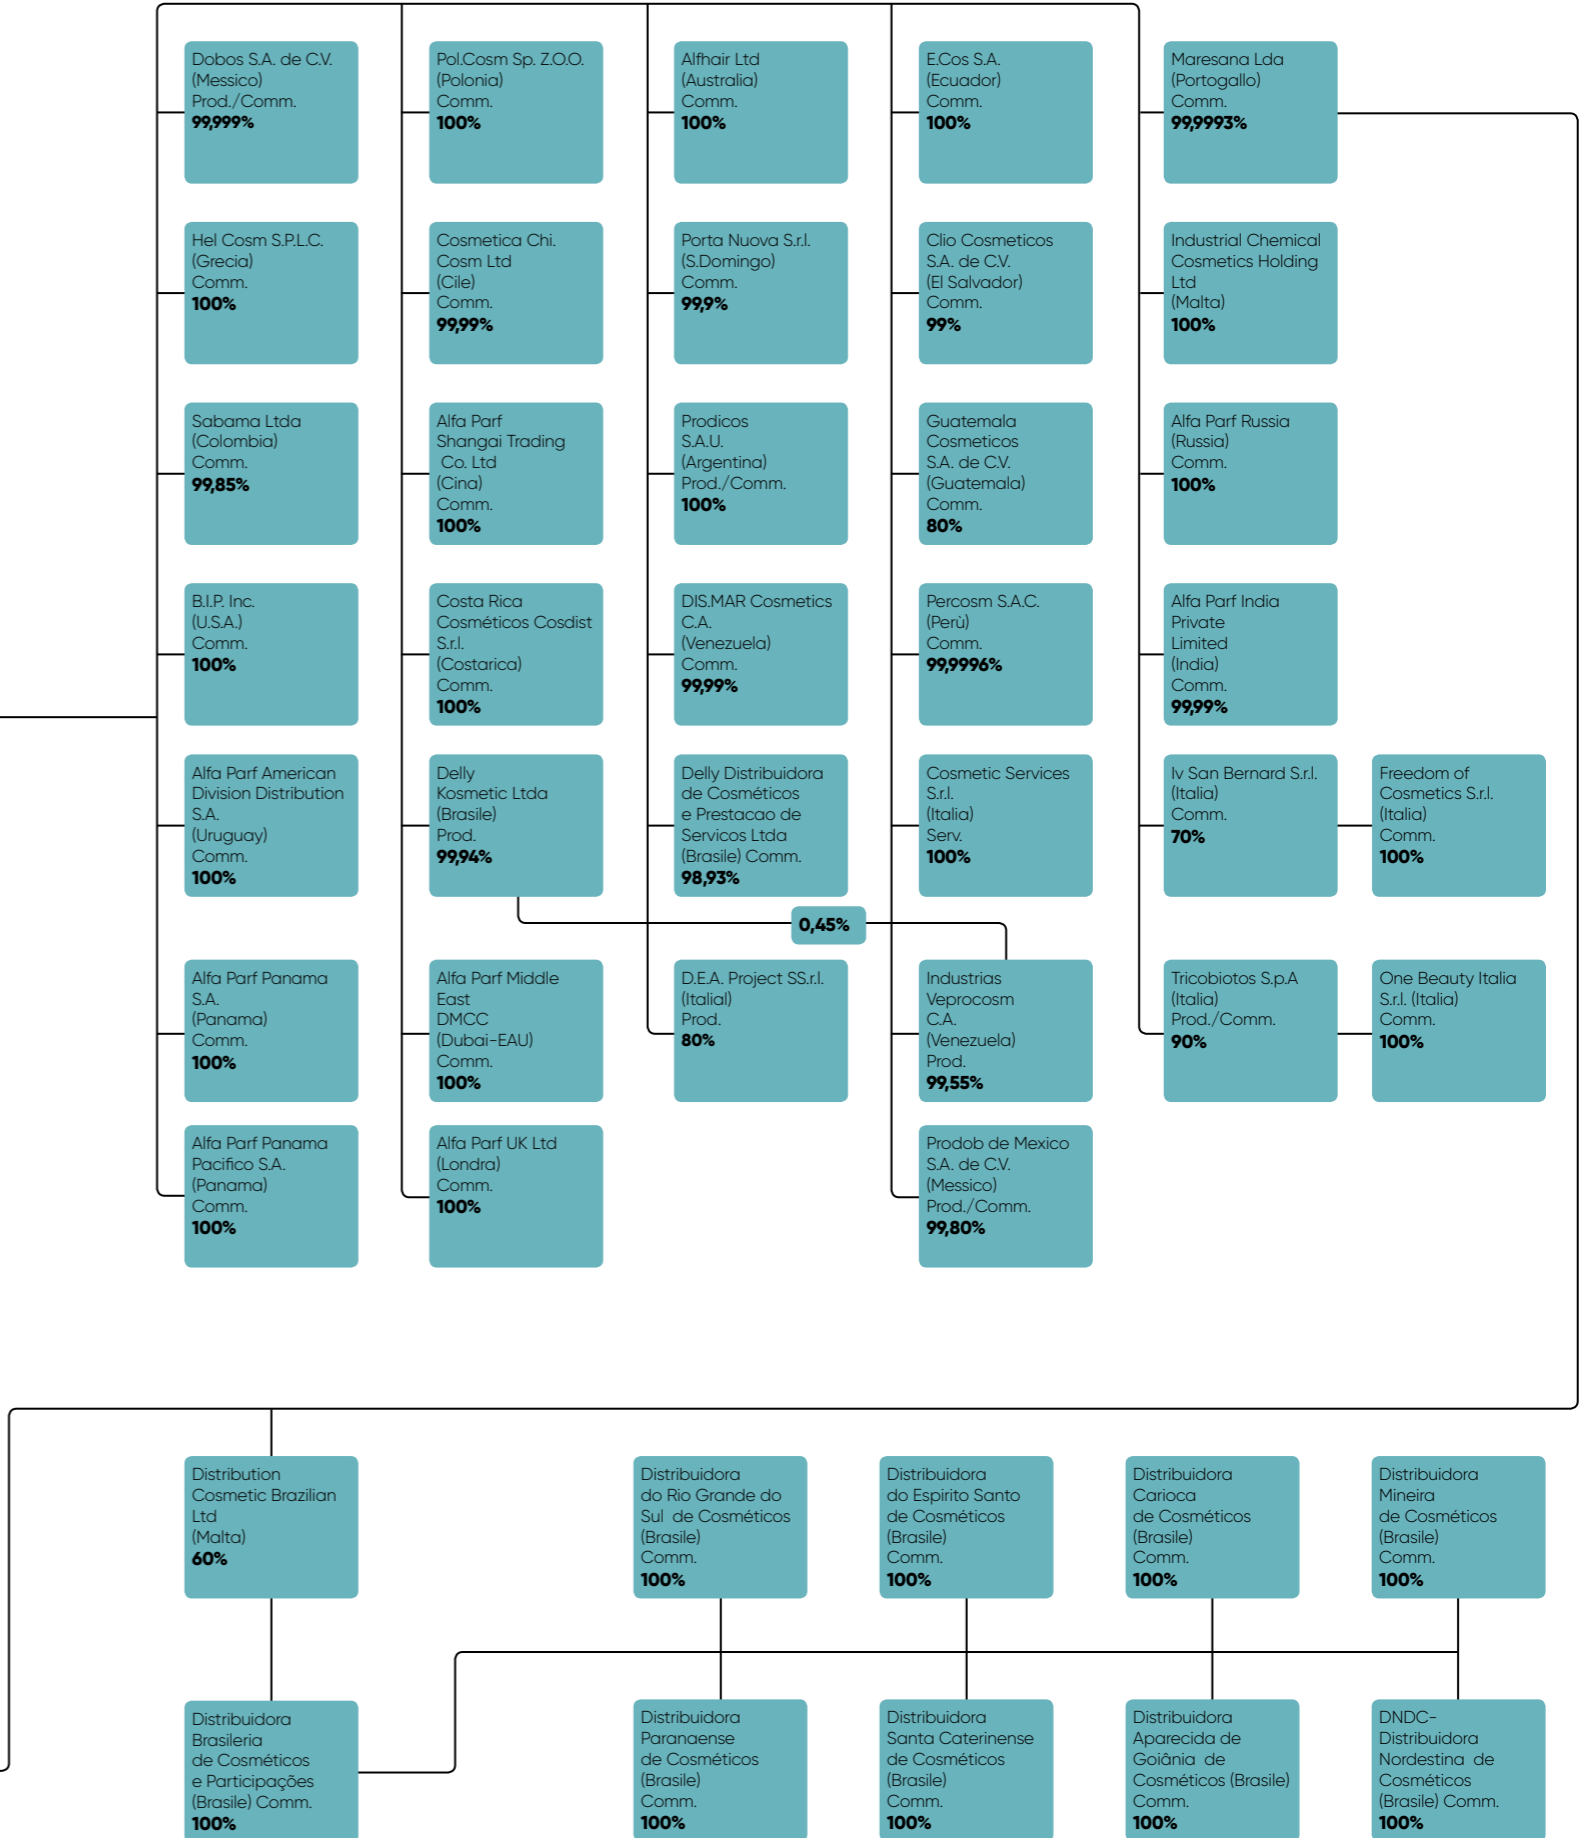 Dobos S.A. de C.V.
(Messico)
Prod./Comm.
99,999%
Pol.Cosm Sp. Z.O.O.
(Polonia)
Comm.
100%
Alfhair Ltd
(Australia)
Comm.
100%
E.Cos S.A.
(Ecuador)
Comm.
100%
Maresana Lda
(Portogallo)
Comm.
99,9993%
Hel Cosm S.P.L.C.
(Grecia)
Comm.
100%
Cosmetica Chi.
Cosm Ltd
(Cile)
Comm.
99,99%
Porta Nuova S.r.l.
(S.Domingo)
Comm.
99,9%
Clio Cosmeticos
S.A. de C.V.
(El Salvador)
Comm.
99%
Industrial Chemical
Cosmetics Holding
Ltd
(Malta)
100%
Sabama Ltda
(Colombia)
Comm.
99,85%
Alfa Parf
Shangai Trading
Co. Ltd
(Cina)
Comm.
100%
Prodicos
S.A.U.
(Argentina)
Prod./Comm.
100%
Guatemala
Cosmeticos
S.A. de C.V.
(Guatemala)
Comm.
80%
Alfa Parf Russia
(Russia)
Comm.
100%
B.I.P. Inc.
(U.S.A.)
Comm.
100%
Costa Rica
Cosméticos Cosdist
S.r.l.
(Costarica)
Comm.
100%
DIS.MAR Cosmetics
C.A.
(Venezuela)
Comm.
99,99%
Percosm S.A.C.
(Perù)
Comm.
99,9996%
Alfa Parf India
Private
Limited
(India)
Comm.
99,99%
Alfa Parf American
Division Distribution
S.A.
(Uruguay)
Comm.
100%
Delly
Kosmetic Ltda
(Brasile)
Prod.
99,94%
Delly Distribuidora
de Cosméticos
e Prestacao de
Servicos Ltda
(Brasile) Comm.
98,93%
Cosmetic Services
S.r.l.
(Italia)
Serv.
100%
Iv San Bernard S.r.l.
(Italia)
Comm.
70%
Freedom of
Cosmetics S.r.l.
(Italia)
Comm.
100%
0,45%
Alfa Parf Panama
S.A.
(Panama)
Comm.
100%
Alfa Parf Middle
East
DMCC
(Dubai-EAU)
Comm.
100%
D.E.A. Project SS.r.l.
(Italial)
Prod.
80%
Industrias
Veprocosm
C.A.
(Venezuela)
Prod.
99,55%
Tricobiotos S.p.A
(Italia)
Prod./Comm.
90%
One Beauty Italia
S.r.l. (Italia)
Comm.
100%
Alfa Parf Panama
Pacifico S.A.
(Panama)
Comm.
100%
Alfa Parf UK Ltd
(Londra)
Comm.
100%
Prodob de Mexico
S.A. de C.V.
(Messico)
Prod./Comm.
99,80%
Distribution
Cosmetic Brazilian
Ltd
(Malta)
60%
Distribuidora
do Rio Grande do
Sul de Cosméticos
(Brasile)
Comm.
100%
Distribuidora
do Espirito Santo
de Cosméticos
(Brasile)
Comm.
100%
Distribuidora
Carioca
de Cosméticos
(Brasile)
Comm.
100%
Distribuidora
Mineira
de Cosméticos
(Brasile)
Comm.
100%
Distribuidora
Brasileria
de Cosméticos
e Participações
(Brasile) Comm.
100%
Distribuidora
Paranaense
de Cosméticos
(Brasile)
Comm.
100%
Distribuidora
Santa Caterinense
de Cosméticos
(Brasile)
Comm.
100%
Distribuidora
Aparecida de
Goiânia de
Cosméticos (Brasile)
Comm.
100%
DNDC-
Distribuidora
Nordestina de
Cosméticos
(Brasile) Comm.
100%